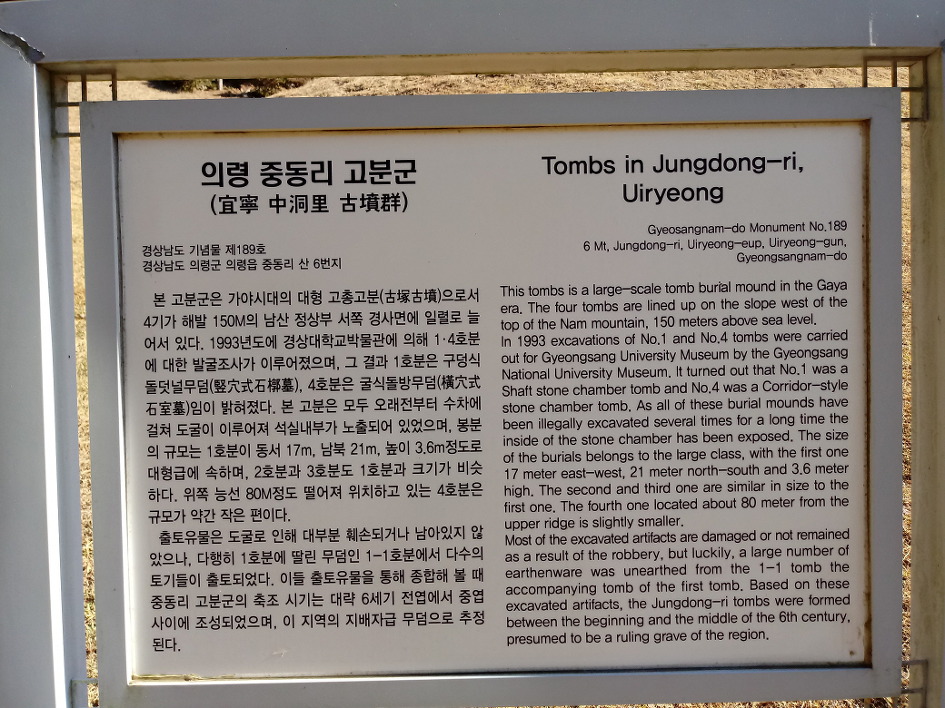 의령 중동리 고분군
(宜寧 中洞里 古墳群)
경상남도 기념물 제189호
경상남도 의령군 의령읍 중동리 산 6번지
본 고분군은 가야시대의 대형 고총고분(古塚古墳)으로서
4기가 해발 150M의 남산 정상부 서쪽 경사면에 일렬로 늘
어서 있다. 1993년도에 경상대학교박물관에 의해 1·4호분
에 대한 발굴조사가 이루어졌으며, 그 결과 1호분은 구덩식
돌덧널무덤(竪穴式石槨墓), 4호분은 굴식돌방무덤(橫穴式
石室墓)임이 밝혀졌다. 본 고분은 모두 오래전부터 수차에
걸쳐 도굴이 이루어져 석실내부가 노출되어 있었으며, 봉분
의 규모는 1호분이 동서 17m, 남북 21m, 높이 3.6m정도로
대형급에 속하며, 2호분과 3호분도 1호분과 크기가 비슷
하다. 위쪽 능선 80M정도 떨어져 위치하고 있는 4호분은
규모가 약간 작은 편이다.
출토유물은 도굴로 인해 대부분 훼손되거나 남아있지 않
았으나, 다행히 1호분에 딸린 무덤인 1-1호분에서 다수의
토기들이 출토되었다. 이들 출토유물을 통해 종합해 볼 때
중동리 고분군의 축조 시기는 대략 6세기 전엽에서 중엽
사이에 조성되었으며, 이 지역의 지배자급 무덤으로 추정
된다.
Tombs in Jungdong-ri,
Uiryeong
Gyeosangnam-do Monument No.189
6 Mt, Jungdong-ri, Uiryeong-eup, Uiryeong-gun,
Gyeongsangnam-do
This tombs is a large-scale tomb burial mound in the Gaya
era. The four tombs are lined up on the slope west of the
top of the Nam mountain, 150 meters above sea level.
In 1993 excavations of No.1 and No.4 tombs were carried
out for Gyeongsang University Museum by the Gyeongsang
National University Museum. It turned out that No.1 was a
Shaft stone chamber tomb and No.4 was a Corridor-style
stone chamber tomb. As all of these burial mounds have
been illegally excavated several times for a long time the
inside of the stone chamber has been exposed. The size
of the burials belongs to the large class, with the first one
17 meter east-west, 21 meter north-south and 3.6 meter
high. The second and third one are similar in size to the
first one. The fourth one located about 80 meter from the
upper ridge is slightly smaller.
Most of the excavated artifacts are damaged or not remained
as a result of the robbery, but luckily, a large number of
earthenware was unearthed from the 1-1 tomb the
accompanying tomb of the first tomb. Based on these
excavated artifacts, the Jungdong-ri tombs were formed
between the beginning and the middle of the 6th century,
presumed to be a ruling grave of the region.